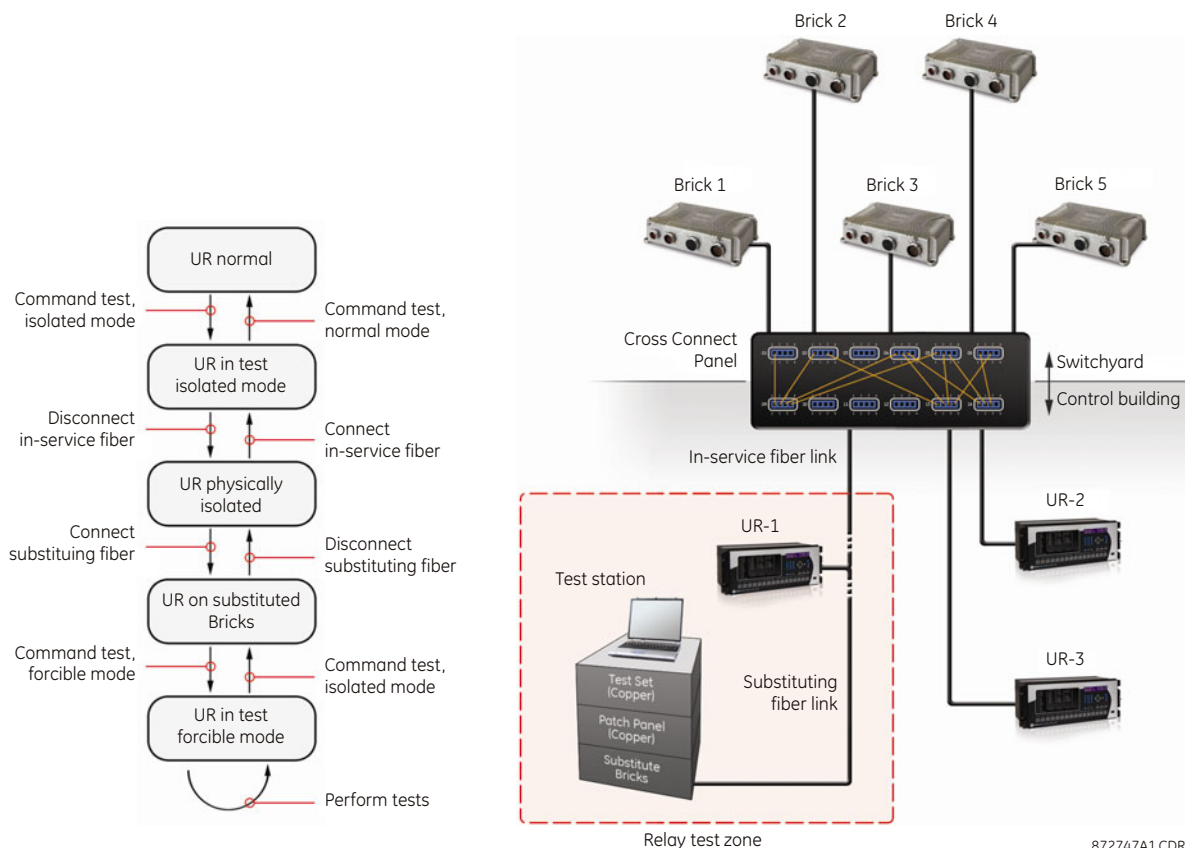 UR normal
Command test,
isolated mode
Command test,
normal mode
UR in test
isolated mode
Disconnect
in-service fiber
Connect
in-service fiber
UR physically
isolated
Connect
substituing fiber
Disconnect
substituting fiber
UR on substituted
Bricks
Command test,
forcible mode
Command test,
isolated mode
UR in test
forcible mode
Perform tests
Brick 2
Brick 4
Brick 1
Brick 3
Brick 5
Cross Connect
Panel
Switchyard
Control building
In-service fiber link
UR-1
UR-2
Test station
Test Set
(Copper)
Patch Panel
(Copper)
Substitute
Bricks
Substituting
fiber link
UR-3
Relay test zone
872747A1.CDR